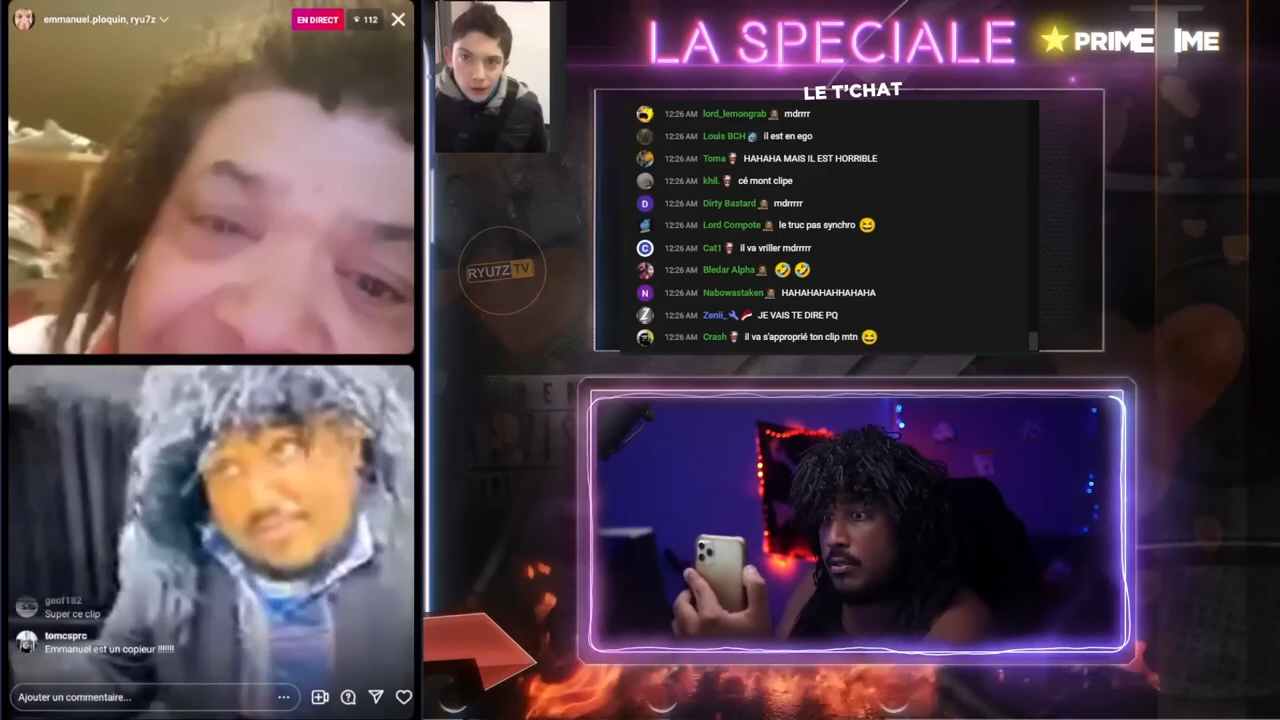 emmanuel.ploquin, ryu7z
EN DIRECT
112
geof182
Super ce clip
tomcsprc
Emmanuel est un copieur !!!!!!!
Ajouter un commentaire...
RYU7Z TV
LA SPECIALE
PRIME IME
LE T'CHAT
12:26 AM lord_lemongrab mdrrrr
12:26 AM Louis BCH il est en ego
12:26 AM Toma HAHAHA MAIS IL EST HORRIBLE
12:26 AM khil. cé mont clipe
12:26 AM Dirty Bastard mdrrrrr
12:26 AM Lord Compote le truc pas synchro 😆
12:26 AM Cat1 il va vriller mdrrrrr
12:26 AM Bledar Alpha 🤣 🤣
12:26 AM Nabowastaken HAHAHAHAHHAHAHA
12:26 AM Zenii_ JE VAIS TE DIRE PQ
12:26 AM Crash il va s'approprié ton clip mtn 😆